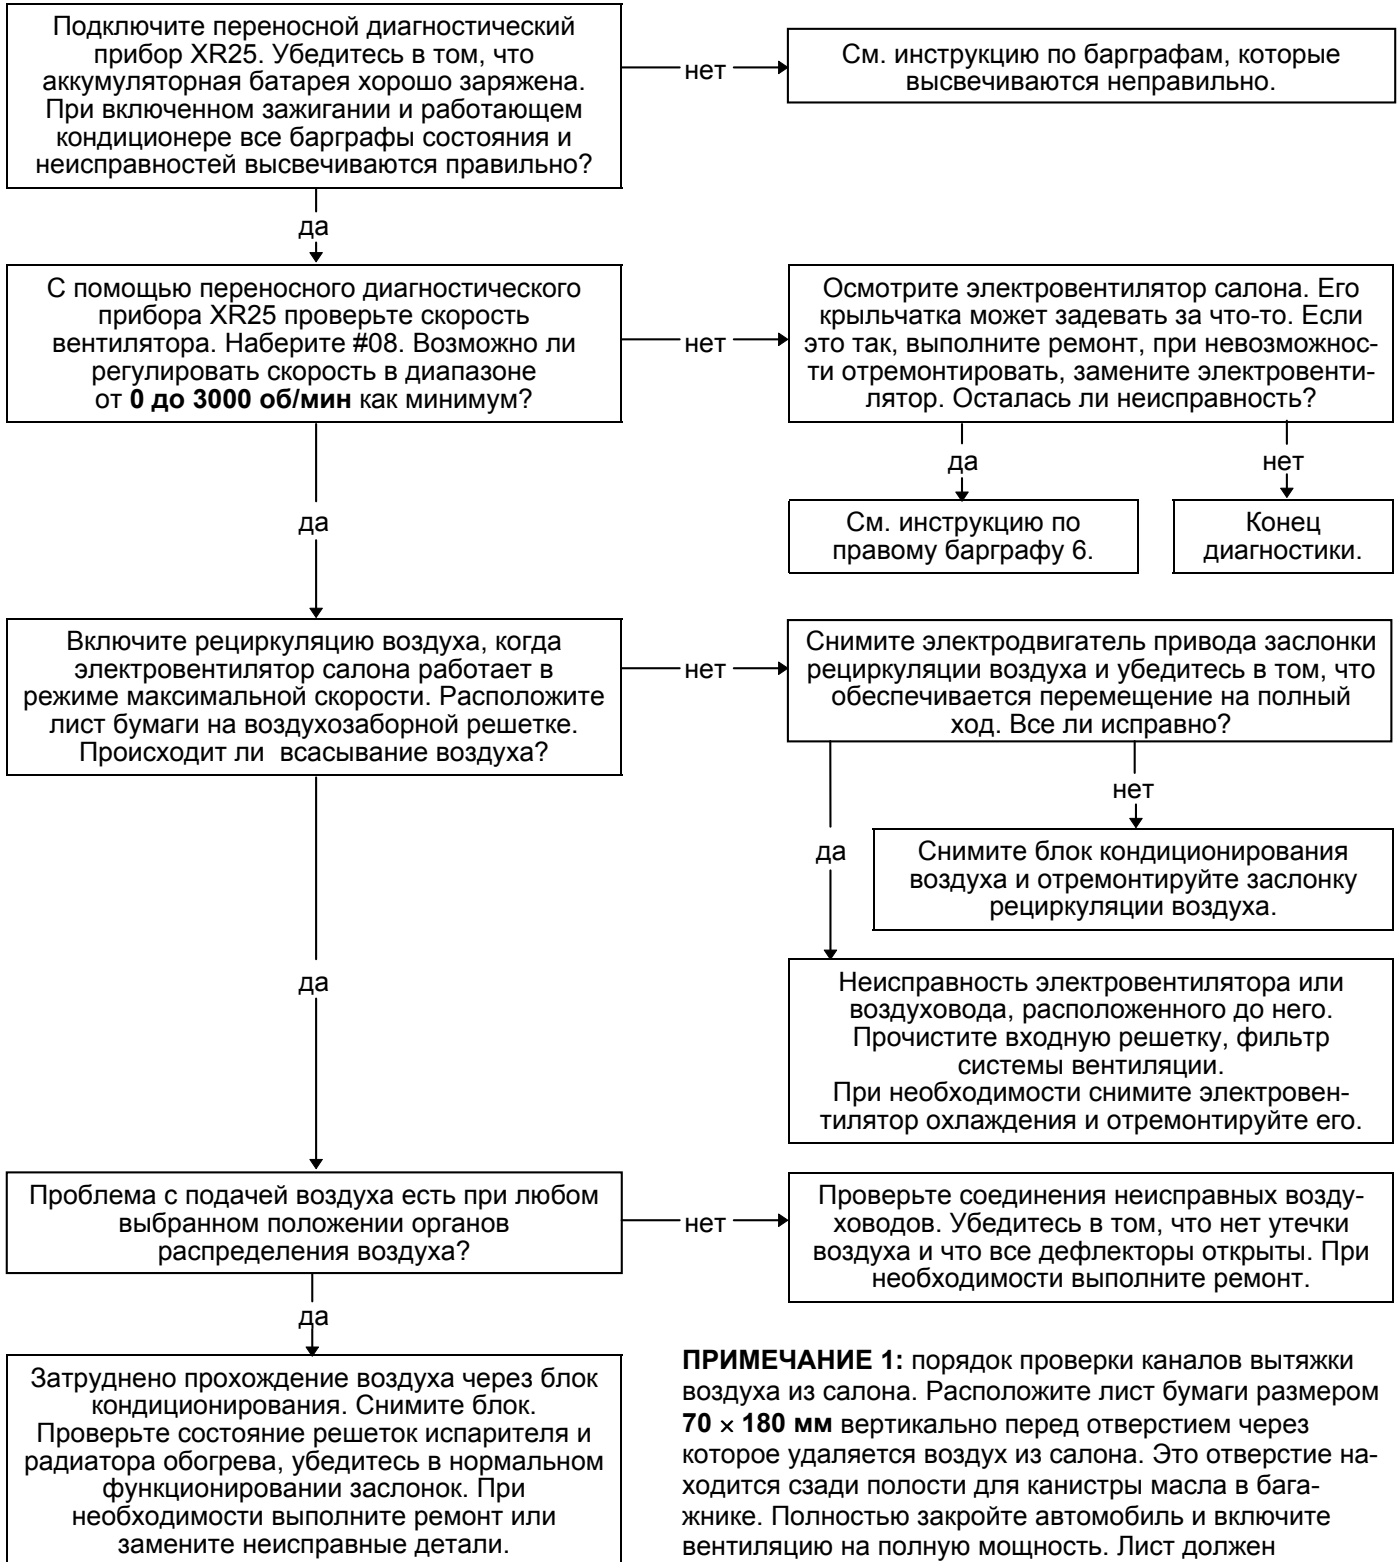 Подключите переносной диагностический
прибор XR25. Убедитесь в том, что
аккумуляторная батарея хорошо заряжена.
При включенном зажигании и работающем
кондиционере все барграфы состояния и
неисправностей высвечиваются правильно?
нет
См. инструкцию по барграфам, которые
высвечиваются неправильно.
да
С помощью переносного диагностического
прибора XR25 проверьте скорость
вентилятора. Наберите #08. Возможно ли
регулировать скорость в диапазоне
от 0 до 3000 об/мин как минимум?
нет
Осмотрите электровентилятор салона. Его
крыльчатка может задевать за что-то. Если
это так, выполните ремонт, при невозможнос-
ти отремонтировать, замените электровенти-
лятор. Осталась ли неисправность?
да
нет
См. инструкцию по
правому барграфу 6.
Конец
диагностики.
да
Включите рециркуляцию воздуха, когда
электровентилятор салона работает в
режиме максимальной скорости. Расположите
лист бумаги на воздухозаборной решетке.
Происходит ли всасывание воздуха?
нет
Снимите электродвигатель привода заслонки
рециркуляции воздуха и убедитесь в том, что
обеспечивается перемещение на полный
ход. Все ли исправно?
нет
да
Снимите блок кондиционирования
воздуха и отремонтируйте заслонку
рециркуляции воздуха.
да
Неисправность электровентилятора или
воздуховода, расположенного до него.
Прочистите входную решетку, фильтр
системы вентиляции.
При необходимости снимите электровен-
тилятор охлаждения и отремонтируйте его.
Проблема с подачей воздуха есть при любом
выбранном положении органов
распределения воздуха?
нет
Проверьте соединения неисправных возду-
ховодов. Убедитесь в том, что нет утечки
воздуха и что все дефлекторы открыты. При
необходимости выполните ремонт.
да
Затруднено прохождение воздуха через блок
кондиционирования. Снимите блок.
Проверьте состояние решеток испарителя и
радиатора обогрева, убедитесь в нормальном
функционировании заслонок. При
необходимости выполните ремонт или
замените неисправные детали.
ПРИМЕЧАНИЕ 1: порядок проверки каналов вытяжки
воздуха из салона. Расположите лист бумаги размером
70 × 180 мм вертикально перед отверстием через
которое удаляется воздух из салона. Это отверстие на-
ходится сзади полости для канистры масла в бага-
жнике. Полностью закройте автомобиль и включите
вентиляцию на полную мощность. Лист должен